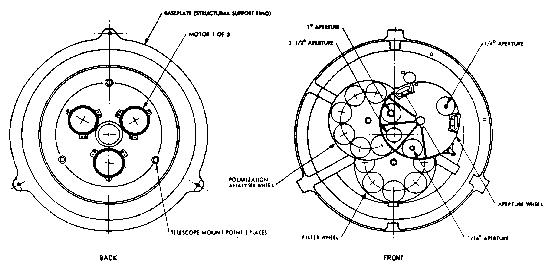 BASEPLATE (STRUCTURAL SUPPORT RING)
MOTOR 1 OF 3
TELESCOPE MOUNT POINT 3 PLACES
BACK
1° APERTURE
2 1/2° APERTURE
1/4° APERTURE
POLARIZATION
ANALYZER WHEEL
FILTER WHEEL
APERTURE WHEEL
1/16° APERTURE
FRONT